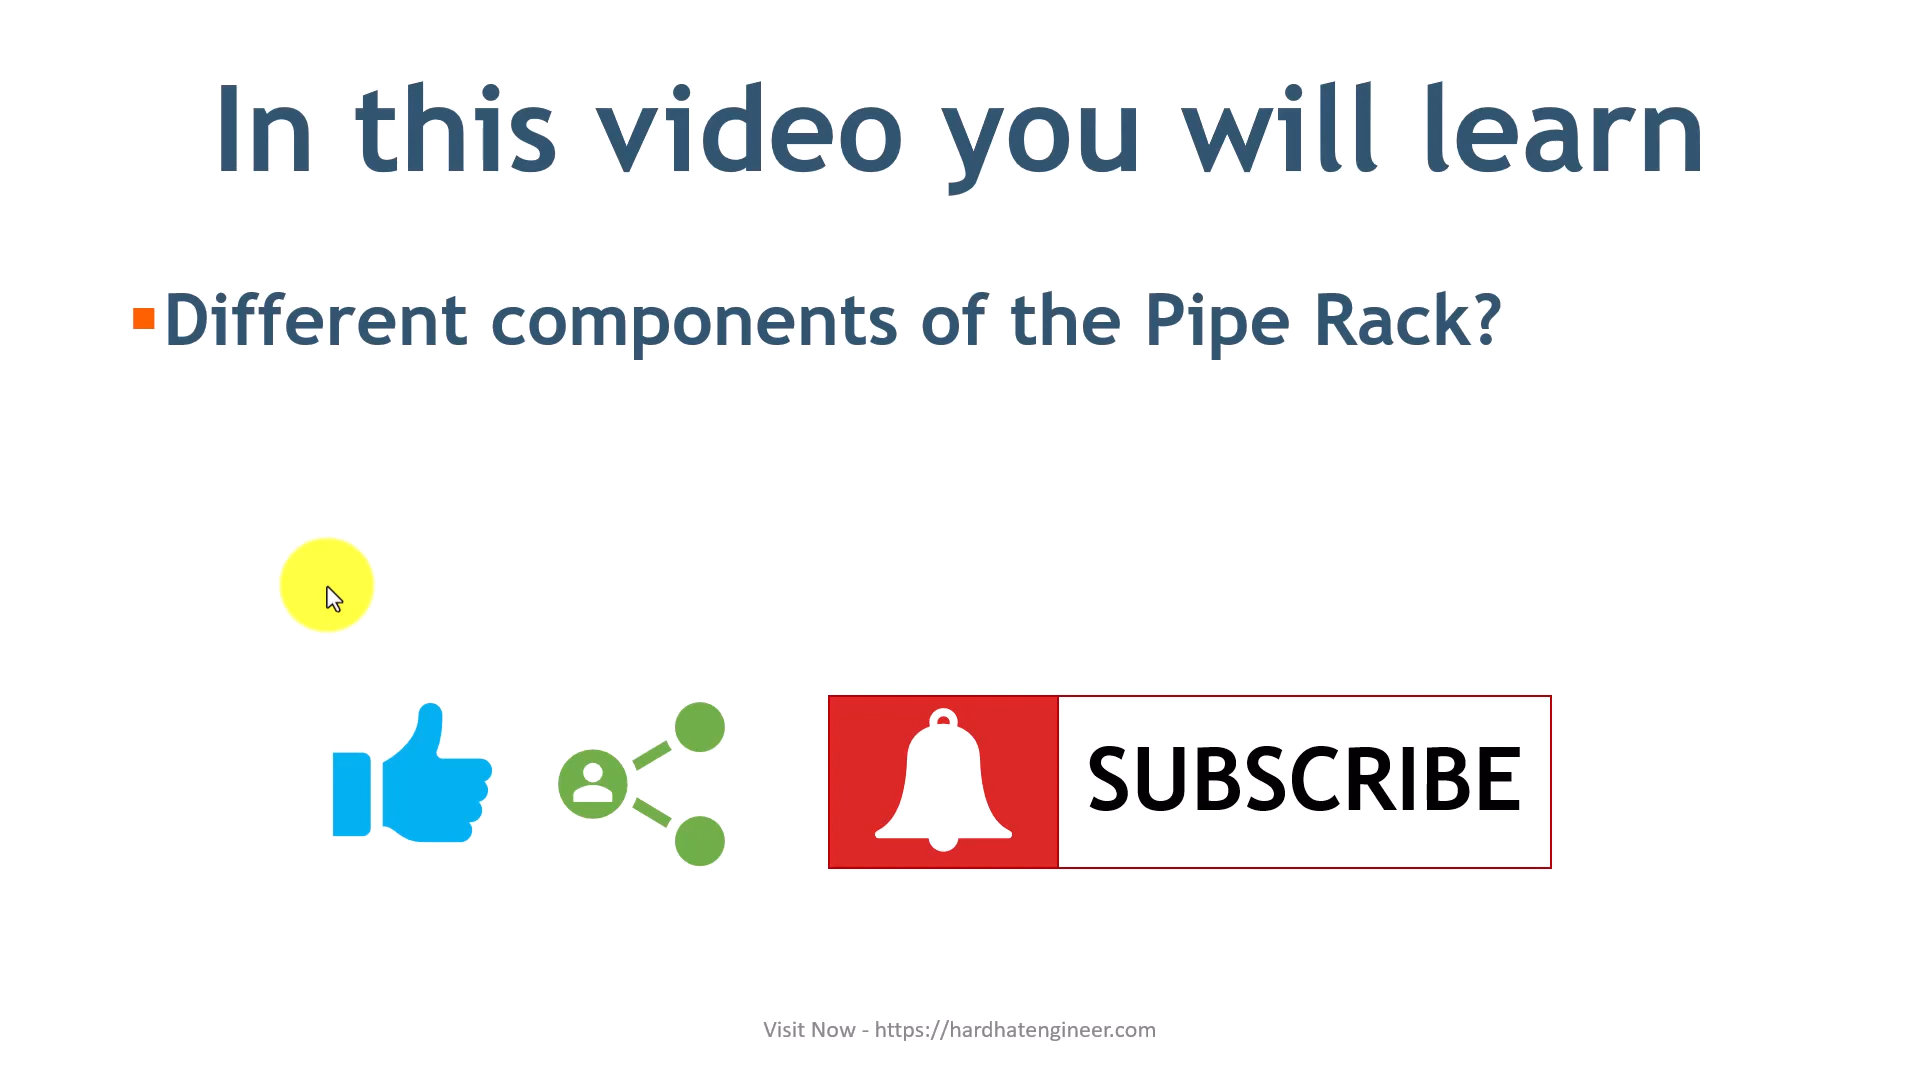 In this video you will learn
Different components of the Pipe Rack?
SUBSCRIBE
Visit Now - https://hardhatengineer.com